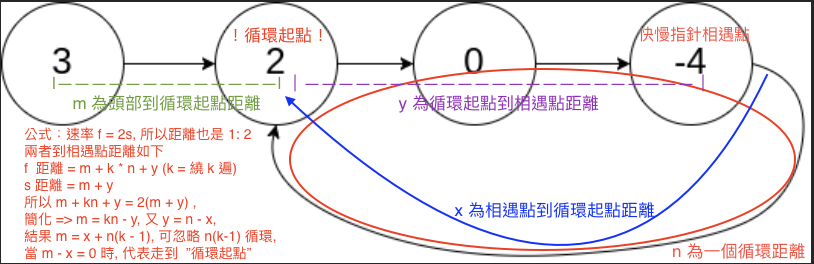 ！循環起點！
快慢指針相遇點
3
2
0
-4
m 為頭部到循環起點距離
y 為循環起點到相遇點距離
公式：速率 f = 2s, 所以距離也是 1: 2
兩者到相遇點距離如下
f 距離 = m + k * n + y (k = 繞 k 遍)
s 距離 = m + y
所以 m + kn + y = 2(m + y) ,
簡化 => m = kn - y, 又 y = n - x,
結果 m = x + n(k - 1), 可忽略 n(k-1) 循環,
當 m - x = 0 時, 代表走到 ”循環起點”
x 為相遇點到循環起點距離
n 為一個循環距離